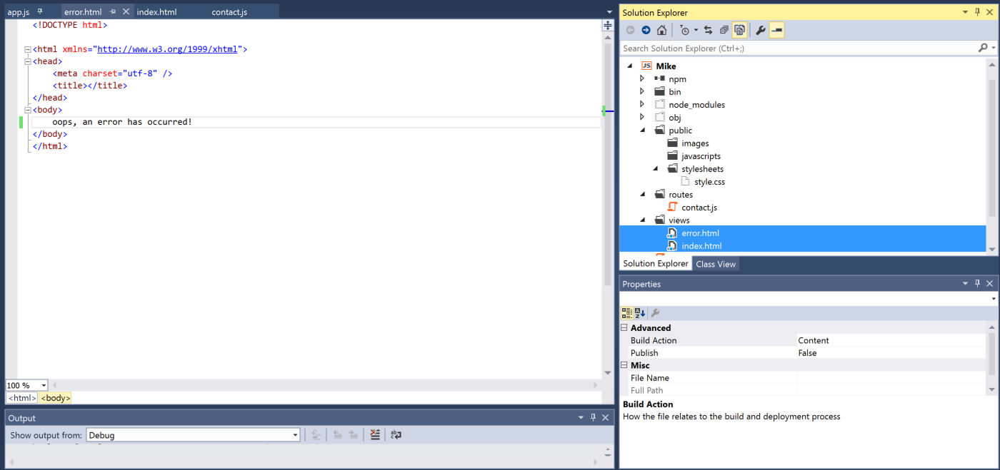 app.js
error.html
index.html
contact.js
<!DOCTYPE html>
<html xmlns="http://www.w3.org/1999/xhtml">
<head>
<meta charset="utf-8" />
<title></title>
</head>
<body>
oops, an error has occurred!
</body>
</html>
100 %
<html> <body>
Output
Show output from: Debug
Solution Explorer
Search Solution Explorer (Ctrl+;)
JS Mike
npm
bin
node_modules
obj
public
images
javascripts
stylesheets
style.css
routes
contact.js
views
error.html
index.html
Solution Explorer Class View
Properties
Advanced
Build Action Content
Publish False
Misc
File Name
Full Path
Build Action
How the file relates to the build and deployment process